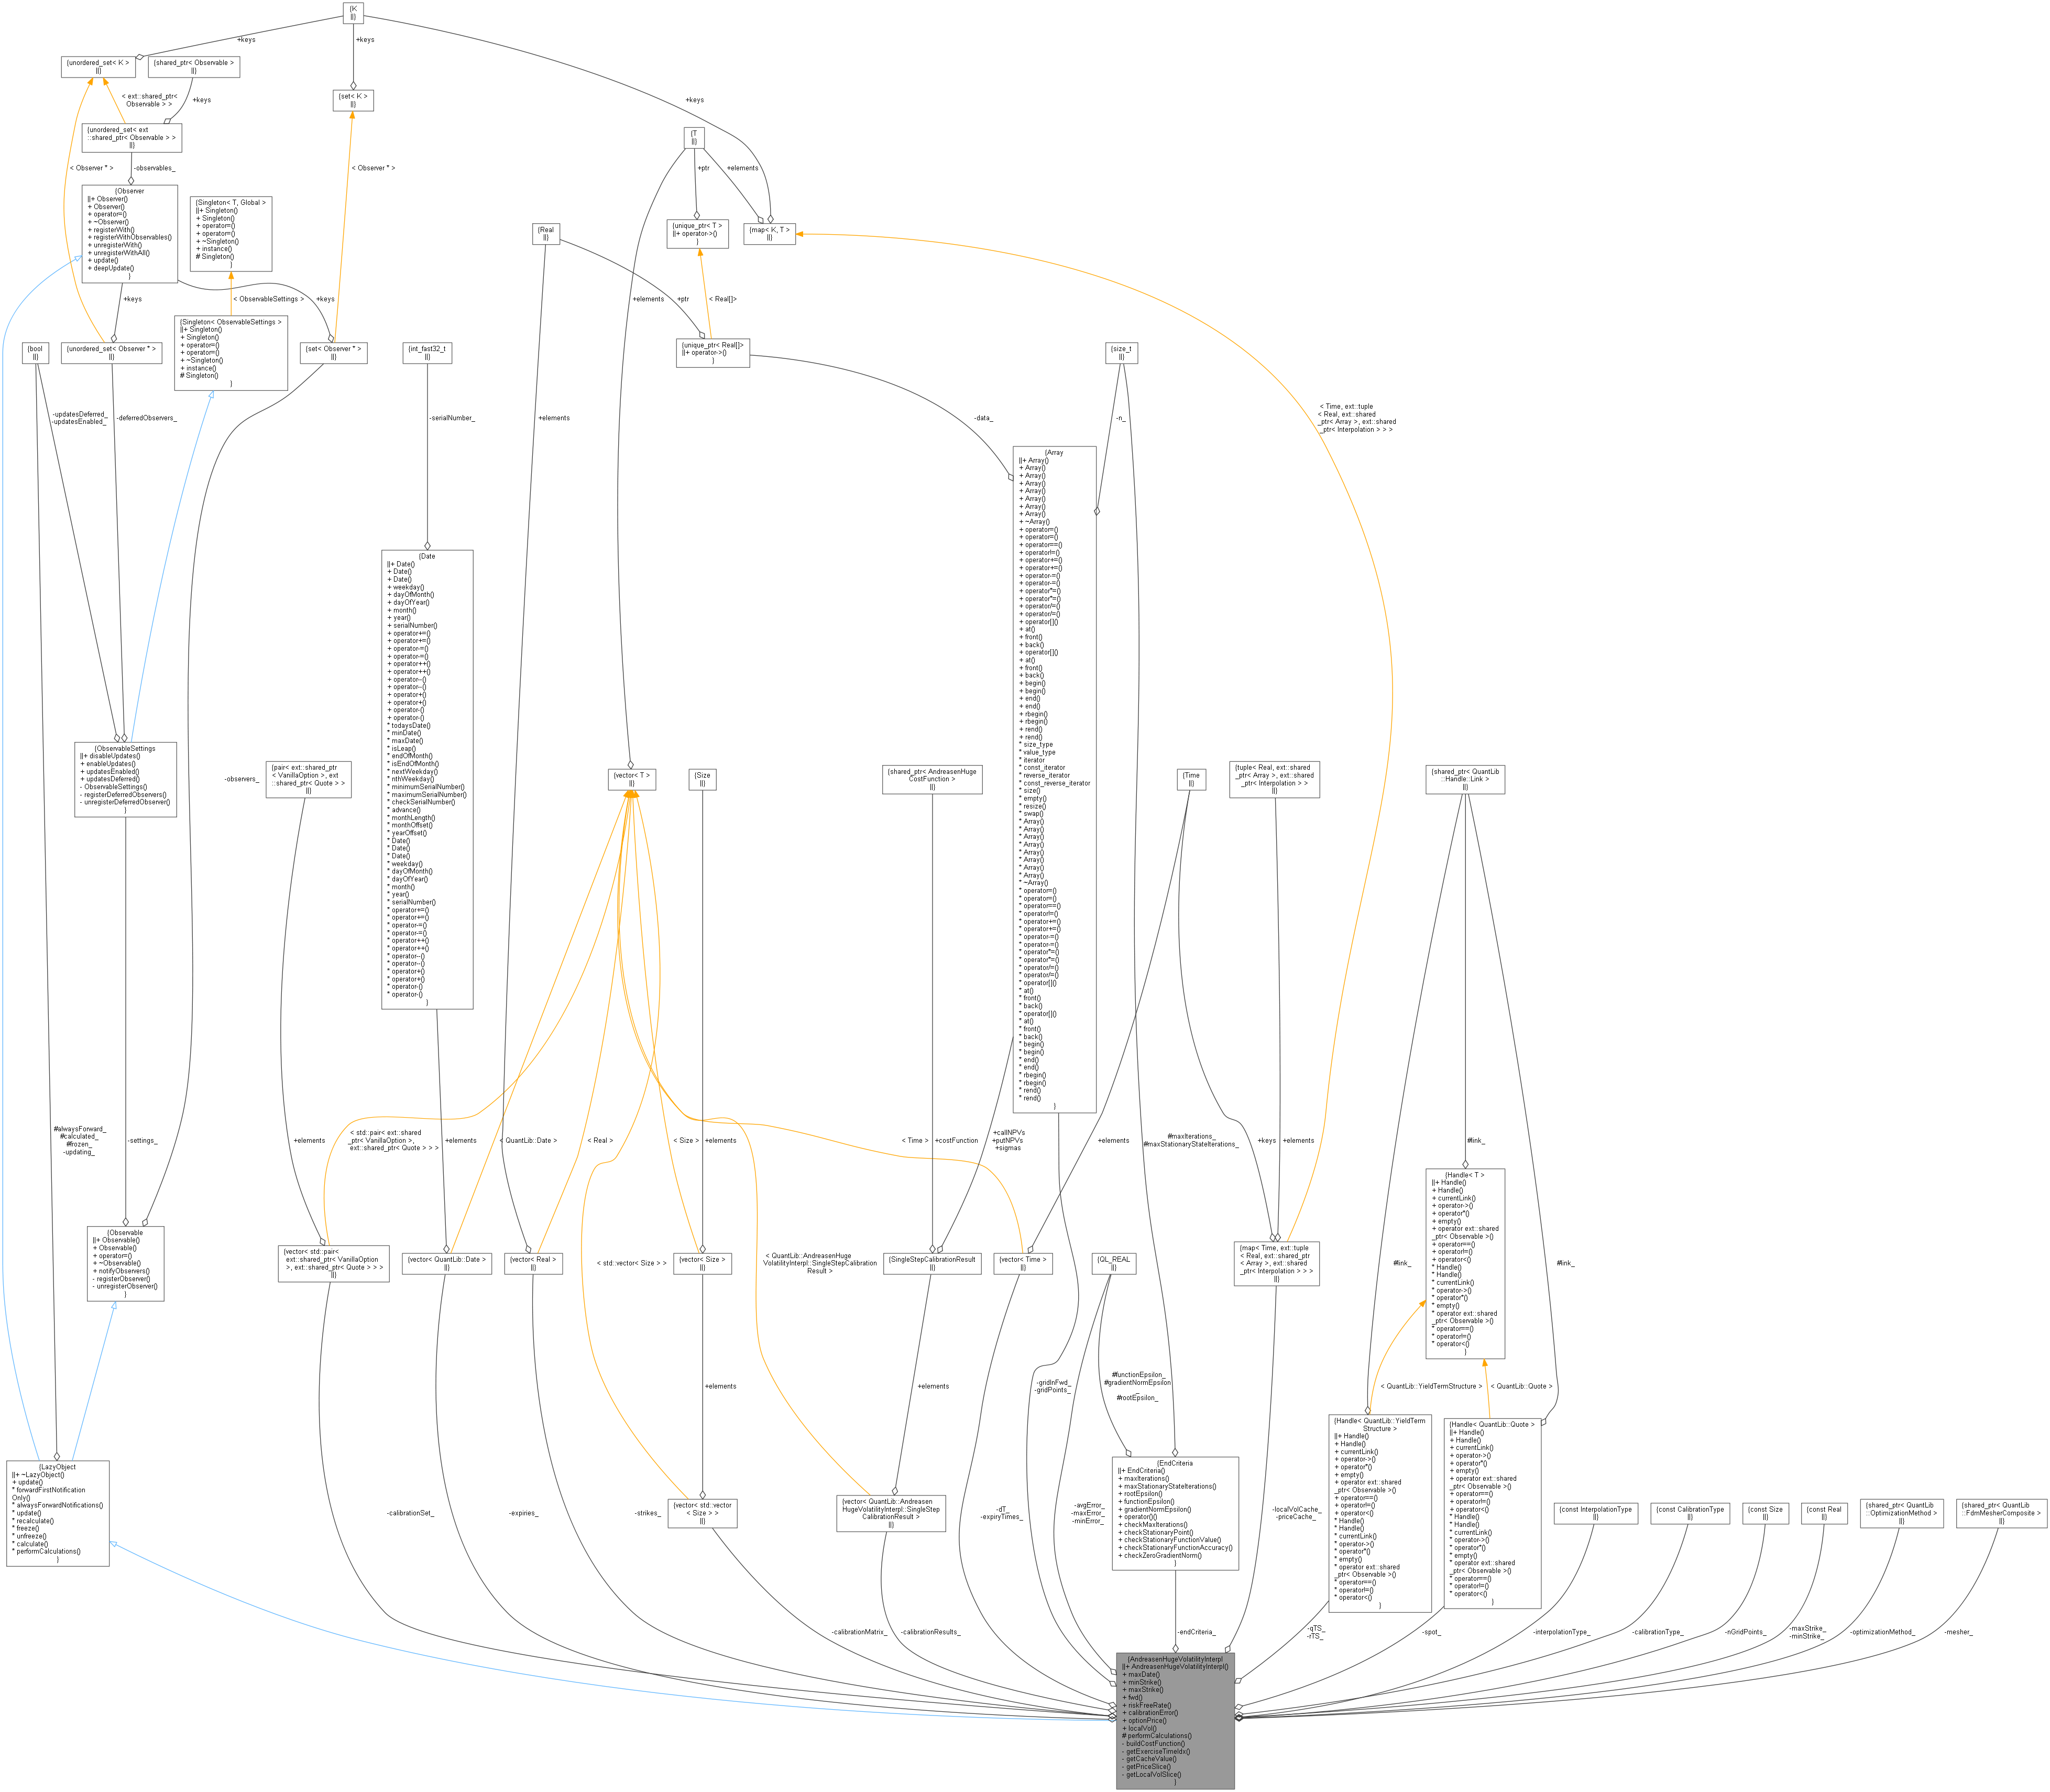 {K
||}
+keys
+keys
{unordered_set< K >
||}
{shared_ptr< Observable >
||}
{set< K >
||}
< ext::shared_ptr<
Observable > >
+keys
+keys
{unordered_set< ext
::shared_ptr< Observable > >
||}
{T
||}
< Observer * >
-observables_
< Observer * >
+ptr
+elements
{Observer
||+ Observer()
+ Observer()
+ operator=()
+ ~Observer()
+ registerWith()
+ registerWithObservables()
+ unregisterWith()
+ unregisterWithAll()
+ update()
+ deepUpdate()
}
{Singleton< T, Global >
||+ Singleton()
+ Singleton()
+ operator=()
+ operator=()
+ ~Singleton()
+ instance()
# Singleton()
}
{Real
||}
{unique_ptr< T >
||+ operator->()
}
{map< K, T >
||}
+keys
< ObservableSettings >
+keys
+elements
+ptr
< Real[]>
{bool
||}
{unordered_set< Observer * >
||}
{Singleton< ObservableSettings >
||+ Singleton()
+ Singleton()
+ operator=()
+ operator=()
+ ~Singleton()
+ instance()
# Singleton()
}
{set< Observer * >
||}
{int_fast32_t
||}
{unique_ptr< Real[]>
||+ operator->()
}
{size_t
||}
-updatesDeferred_
-updatesEnabled_
-deferredObservers_
-serialNumber_
+elements
-data_
-n_
< Time, ext::tuple
< Real, ext::shared
_ptr< Array >, ext::shared
_ptr< Interpolation > > >
{Date
||+ Date()
+ Date()
+ Date()
+ weekday()
+ dayOfMonth()
+ dayOfYear()
+ month()
+ year()
+ serialNumber()
+ operator+=()
+ operator+=()
+ operator-=()
+ operator-=()
+ operator++()
+ operator++()
+ operator--()
+ operator--()
+ operator+()
+ operator+()
+ operator-()
+ operator-()
* todaysDate()
* minDate()
* maxDate()
* isLeap()
* endOfMonth()
* isEndOfMonth()
* nextWeekday()
* nthWeekday()
* minimumSerialNumber()
* maximumSerialNumber()
* checkSerialNumber()
* advance()
* monthLength()
* monthOffset()
* yearOffset()
* Date()
* Date()
* Date()
* weekday()
* dayOfMonth()
* dayOfYear()
* month()
* year()
* serialNumber()
* operator+=()
* operator+=()
* operator-=()
* operator-=()
* operator++()
* operator++()
* operator--()
* operator--()
* operator+()
* operator+()
* operator-()
* operator-()
}
{Array
||+ Array()
+ Array()
+ Array()
+ Array()
+ Array()
+ Array()
+ Array()
+ Array()
+ ~Array()
+ operator=()
+ operator=()
+ operator==()
+ operator!=()
+ operator+=()
+ operator+=()
+ operator-=()
+ operator-=()
+ operator*=()
+ operator*=()
+ operator/=()
+ operator/=()
+ operator[]()
+ at()
+ front()
+ back()
+ operator[]()
+ at()
+ front()
+ back()
+ begin()
+ begin()
+ end()
+ end()
+ rbegin()
+ rbegin()
+ rend()
+ rend()
* size_type
* value_type
* iterator
* const_iterator
* reverse_iterator
* const_reverse_iterator
* size()
* empty()
* resize()
* swap()
* Array()
* Array()
* Array()
* Array()
* Array()
* Array()
* Array()
* Array()
* ~Array()
* operator=()
* operator=()
* operator==()
* operator!=()
* operator+=()
* operator+=()
* operator-=()
* operator-=()
* operator*=()
* operator*=()
* operator/=()
* operator/=()
* operator[]()
* at()
* front()
* back()
* operator[]()
* at()
* front()
* back()
* begin()
* begin()
* end()
* end()
* rbegin()
* rbegin()
* rend()
* rend()
}
{ObservableSettings
||+ disableUpdates()
+ enableUpdates()
+ updatesEnabled()
+ updatesDeferred()
- ObservableSettings()
- registerDeferredObservers()
- unregisterDeferredObserver()
}
-observers_
{pair< ext::shared_ptr
< VanillaOption >, ext
::shared_ptr< Quote > >
||}
{vector< T >
||}
{Size
||}
{shared_ptr< AndreasenHuge
CostFunction >
||}
{Time
||}
{tuple< Real, ext::shared
_ptr< Array >, ext::shared
_ptr< Interpolation > >
||}
{shared_ptr< QuantLib
::Handle::Link >
||}
#alwaysForward_
#calculated_
#frozen_
-updating_
-settings_
+elements
< std::pair< ext::shared
_ptr< VanillaOption >,
ext::shared_ptr< Quote > > >
+elements
< QuantLib::Date >
< Real >
< Size >
+elements
< Time >
+costFunction
+callNPVs
+putNPVs
+sigmas
+elements
#maxIterations_
#maxStationaryStateIterations_
+keys
+elements
#link_
{Handle< T >
||+ Handle()
+ Handle()
+ currentLink()
+ operator->()
+ operator*()
+ empty()
+ operator ext::shared
_ptr< Observable >()
+ operator==()
+ operator!=()
+ operator<()
* Handle()
* Handle()
* currentLink()
* operator->()
* operator*()
* empty()
* operator ext::shared
_ptr< Observable >()
* operator==()
* operator!=()
* operator<()
}
{Observable
||+ Observable()
+ Observable()
+ operator=()
+ ~Observable()
+ notifyObservers()
- registerObserver()
- unregisterObserver()
}
{vector< std::pair<
ext::shared_ptr< VanillaOption
>, ext::shared_ptr< Quote > > >
||}
{vector< QuantLib::Date >
||}
{vector< Real >
||}
< std::vector< Size > >
{vector< Size >
||}
< QuantLib::AndreasenHuge
VolatilityInterpl::SingleStepCalibration
Result >
{SingleStepCalibrationResult
||}
{vector< Time >
||}
{QL_REAL
||}
{map< Time, ext::tuple
< Real, ext::shared_ptr
< Array >, ext::shared
_ptr< Interpolation > > >
||}
#link_
#link_
+elements
+elements
-gridInFwd_
-gridPoints_
#functionEpsilon_
#gradientNormEpsilon
_
#rootEpsilon_
< QuantLib::YieldTermStructure >
< QuantLib::Quote >
{LazyObject
||+ ~LazyObject()
+ update()
* forwardFirstNotification
Only()
* alwaysForwardNotifications()
* update()
* recalculate()
* freeze()
* unfreeze()
* calculate()
* performCalculations()
}
-calibrationSet_
-expiries_
-strikes_
{vector< std::vector
< Size > >
||}
{vector< QuantLib::Andreasen
HugeVolatilityInterpl::SingleStep
CalibrationResult >
||}
-dT_
-expiryTimes_
-avgError_
-maxError_
-minError_
{EndCriteria
||+ EndCriteria()
+ maxIterations()
+ maxStationaryStateIterations()
+ rootEpsilon()
+ functionEpsilon()
+ gradientNormEpsilon()
+ operator()()
+ checkMaxIterations()
+ checkStationaryPoint()
+ checkStationaryFunctionValue()
+ checkStationaryFunctionAccuracy()
+ checkZeroGradientNorm()
}
-localVolCache_
-priceCache_
{Handle< QuantLib::YieldTerm
Structure >
||+ Handle()
+ Handle()
+ currentLink()
+ operator->()
+ operator*()
+ empty()
+ operator ext::shared
_ptr< Observable >()
+ operator==()
+ operator!=()
+ operator<()
* Handle()
* Handle()
* currentLink()
* operator->()
* operator*()
* empty()
* operator ext::shared
_ptr< Observable >()
* operator==()
* operator!=()
* operator<()
}
{Handle< QuantLib::Quote >
||+ Handle()
+ Handle()
+ currentLink()
+ operator->()
+ operator*()
+ empty()
+ operator ext::shared
_ptr< Observable >()
+ operator==()
+ operator!=()
+ operator<()
* Handle()
* Handle()
* currentLink()
* operator->()
* operator*()
* empty()
* operator ext::shared
_ptr< Observable >()
* operator==()
* operator!=()
* operator<()
}
{const InterpolationType
||}
{const CalibrationType
||}
{const Size
||}
{const Real
||}
{shared_ptr< QuantLib
::OptimizationMethod >
||}
{shared_ptr< QuantLib
::FdmMesherComposite >
||}
-calibrationMatrix_
-calibrationResults_
-endCriteria_
-qTS_
-rTS_
-spot_
-interpolationType_
-calibrationType_
-nGridPoints_
-maxStrike_
-minStrike_
-optimizationMethod_
-mesher_
{AndreasenHugeVolatilityInterpl
||+ AndreasenHugeVolatilityInterpl()
+ maxDate()
+ minStrike()
+ maxStrike()
+ fwd()
+ riskFreeRate()
+ calibrationError()
+ optionPrice()
+ localVol()
# performCalculations()
- buildCostFunction()
- getExerciseTimeIdx()
- getCacheValue()
- getPriceSlice()
- getLocalVolSlice()
}